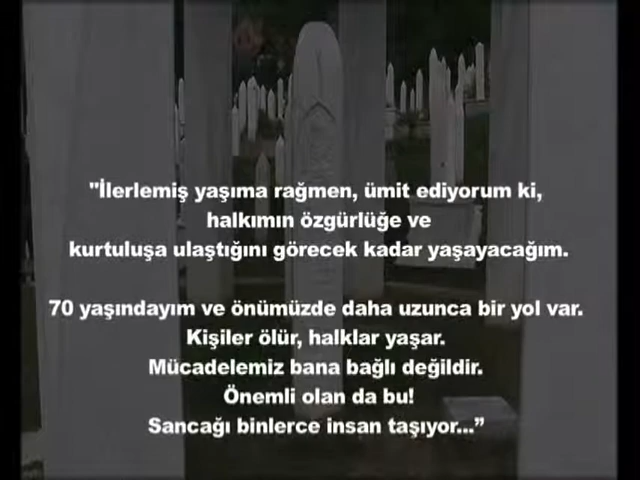 "İlerlemiş yaşıma rağmen, ümit ediyorum ki,
halkımın özgürlüğe ve
kurtuluşa ulaştığını görecek kadar yaşayacağım.
70 yaşındayım ve önümüzde daha uzunca bir yol var.
Kişiler ölür, halklar yaşar.
Mücadelemiz bana bağlı değildir.
Önemli olan da bu!
Sancağı binlerce insan taşıyor...”